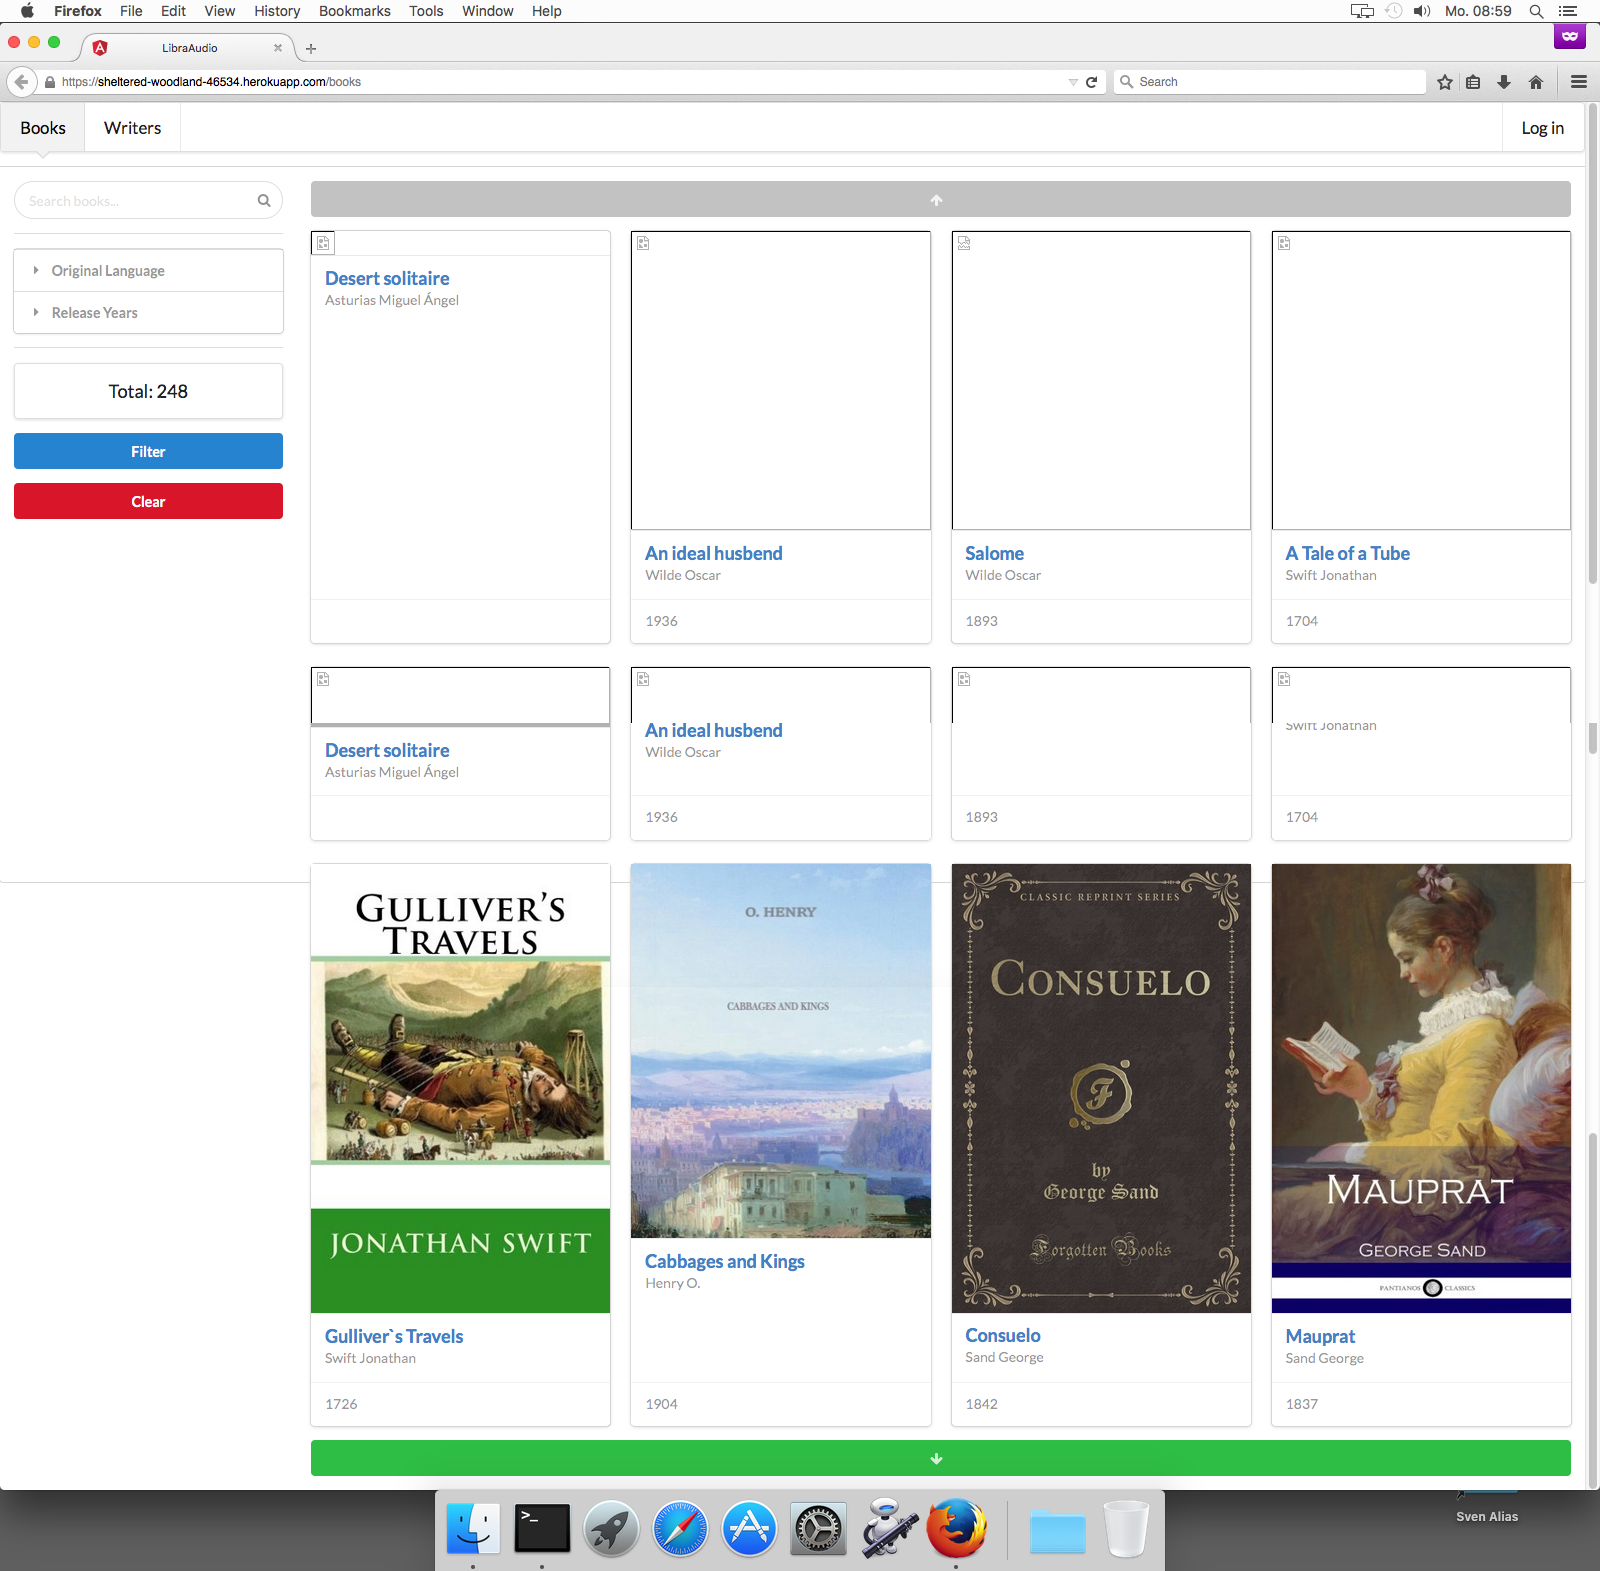 Firefox File Edit View History Bookmarks Tools Window Help Mo. 08:59
LibraAudio
https://sheltered-woodland-46534.herokuapp.com/books Search
Books Writers Log in
Search books...
Original Language
Release Years
Total: 248
Filter
Clear
Desert solitaire
Asturias Miguel Ángel
An ideal husbend
Wilde Oscar
1936
Salome
Wilde Oscar
1893
A Tale of a Tube
Swift Jonathan
1704
Desert solitaire
Asturias Miguel Ángel
An ideal husbend
Wilde Oscar
1936
1893
Swift Jonathan
1704
GULLIVER'S
TRAVELS
JONATHAN SWIFT
Gulliver`s Travels
Swift Jonathan
1726
O. HENRY
CABBAGES AND KINGS
Cabbages and Kings
Henry O.
1904
CLASSIC REPRINT SERIES
CONSUELO
F
by
George Sand
Forgotten Books
Consuelo
Sand George
1842
MAUPRAT
GEORGE SAND
PANTIANOS CLASSICS
Mauprat
Sand George
1837
>_
Sven Alias